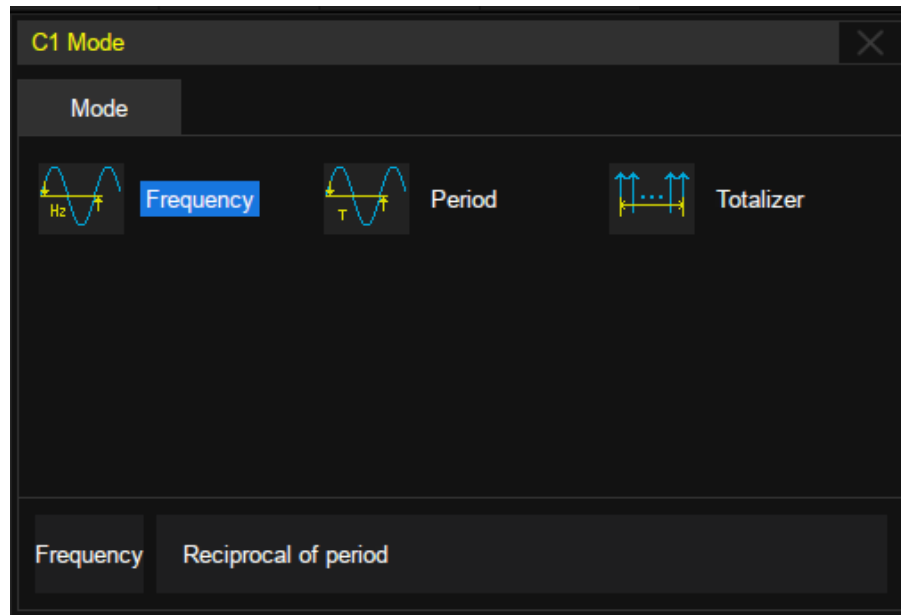 C1 Mode
Mode
Hz
Frequency
T
Period
Totalizer
Frequency
Reciprocal of period